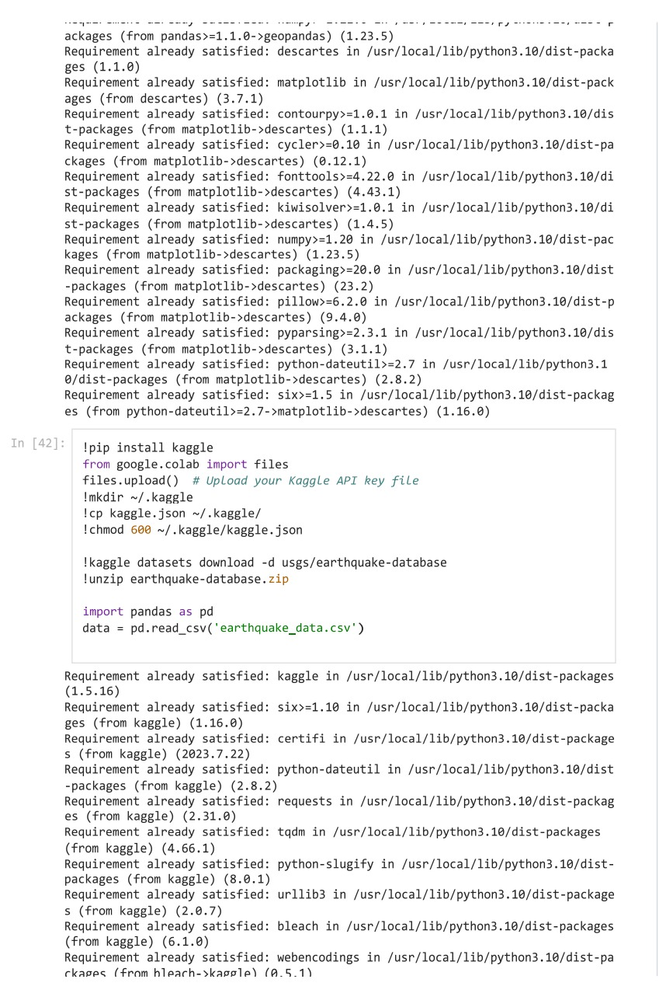 ackages (from pandas>=1.1.0->geopandas) (1.23.5)
Requirement already satisfied: descartes in /usr/local/lib/python3.10/dist-packa
ges (1.1.0)
Requirement already satisfied: matplotlib in /usr/local/lib/python3.10/dist-pack
ages (from descartes) (3.7.1)
Requirement already satisfied: contourpy>=1.0.1 in /usr/local/lib/python3.10/dis
t-packages (from matplotlib->descartes) (1.1.1)
Requirement already satisfied: cycler>=0.10 in /usr/local/lib/python3.10/dist-pa
ckages (from matplotlib->descartes) (0.12.1)
Requirement already satisfied: fonttools>=4.22.0 in /usr/local/lib/python3.10/di
st-packages (from matplotlib->descartes) (4.43.1)
Requirement already satisfied: kiwisolver>=1.0.1 in /usr/local/lib/python3.10/di
st-packages (from matplotlib->descartes) (1.4.5)
Requirement already satisfied: numpy>=1.20 in /usr/local/lib/python3.10/dist-pac
kages (from matplotlib->descartes) (1.23.5)
Requirement already satisfied: packaging>=20.0 in /usr/local/lib/python3.10/dist
-packages (from matplotlib->descartes) (23.2)
Requirement already satisfied: pillow>=6.2.0 in /usr/local/lib/python3.10/dist-p
ackages (from matplotlib->descartes) (9.4.0)
Requirement already satisfied: pyparsing>=2.3.1 in /usr/local/lib/python3.10/dis
t-packages (from matplotlib->descartes) (3.1.1)
Requirement already satisfied: python-dateutil>=2.7 in /usr/local/lib/python3.1
0/dist-packages (from matplotlib->descartes) (2.8.2)
Requirement already satisfied: six>=1.5 in /usr/local/lib/python3.10/dist-packag
es (from python-dateutil>=2.7->matplotlib->descartes) (1.16.0)
In [42]:
!pip install kaggle
from google.colab import files
files.upload()  # Upload your Kaggle API key file
!mkdir ~/.kaggle
!cp kaggle.json ~/.kaggle/
!chmod 600 ~/.kaggle/kaggle.json
!kaggle datasets download -d usgs/earthquake-database
!unzip earthquake-database.zip
import pandas as pd
data = pd.read_csv('earthquake_data.csv')
Requirement already satisfied: kaggle in /usr/local/lib/python3.10/dist-packages
(1.5.16)
Requirement already satisfied: six>=1.10 in /usr/local/lib/python3.10/dist-packa
ges (from kaggle) (1.16.0)
Requirement already satisfied: certifi in /usr/local/lib/python3.10/dist-package
s (from kaggle) (2023.7.22)
Requirement already satisfied: python-dateutil in /usr/local/lib/python3.10/dist
-packages (from kaggle) (2.8.2)
Requirement already satisfied: requests in /usr/local/lib/python3.10/dist-packag
es (from kaggle) (2.31.0)
Requirement already satisfied: tqdm in /usr/local/lib/python3.10/dist-packages
(from kaggle) (4.66.1)
Requirement already satisfied: python-slugify in /usr/local/lib/python3.10/dist-
packages (from kaggle) (8.0.1)
Requirement already satisfied: urllib3 in /usr/local/lib/python3.10/dist-package
s (from kaggle) (2.0.7)
Requirement already satisfied: bleach in /usr/local/lib/python3.10/dist-packages
(from kaggle) (6.1.0)
Requirement already satisfied: webencodings in /usr/local/lib/python3.10/dist-pa
ckages (from bleach->kaggle) (0.5.1)